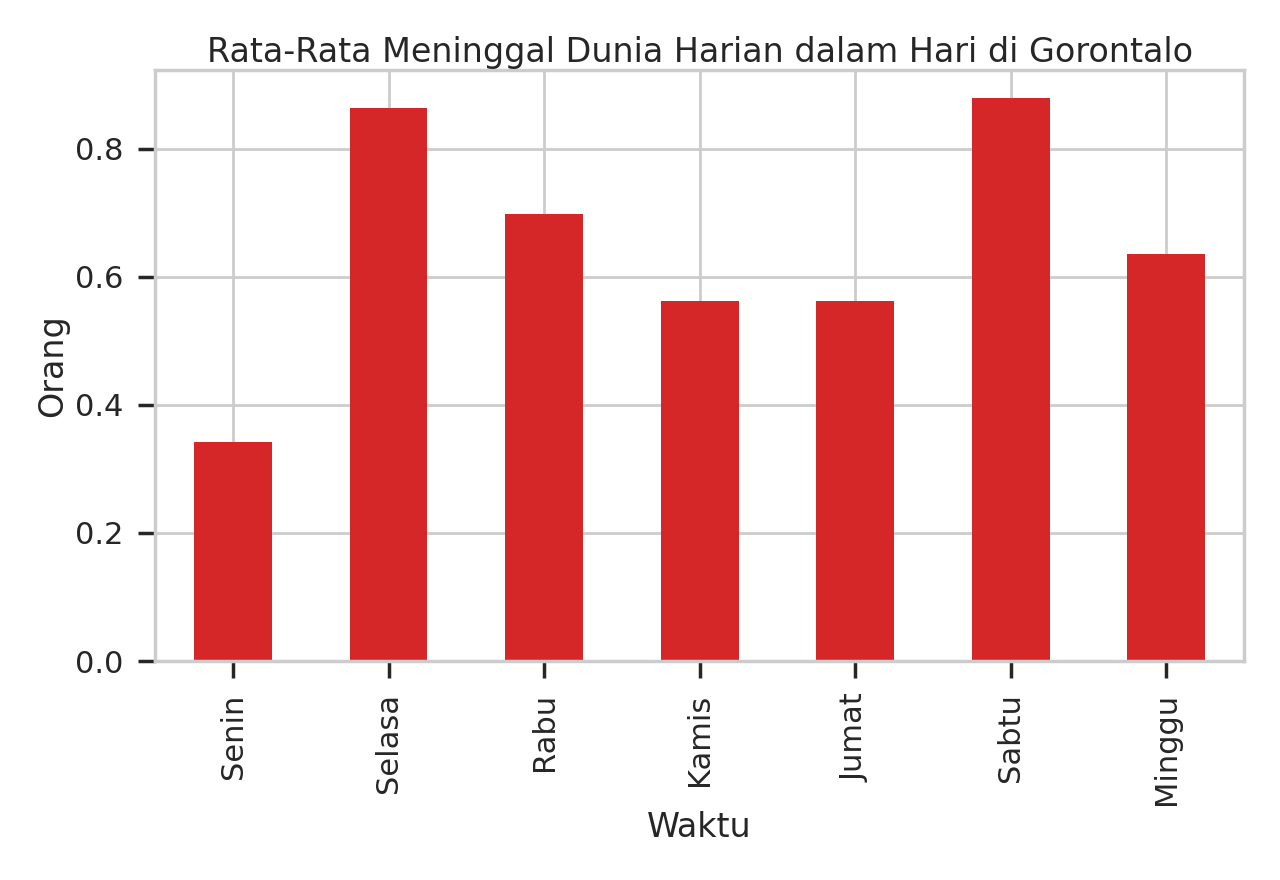 Rata-Rata Meninggal Dunia Harian dalam Hari di Gorontalo
0.8
0.6
0.4
0.2
0.0
Orang
Senin
Selasa
Rabu
Kamis
Jumat
Sabtu
Minggu
Waktu